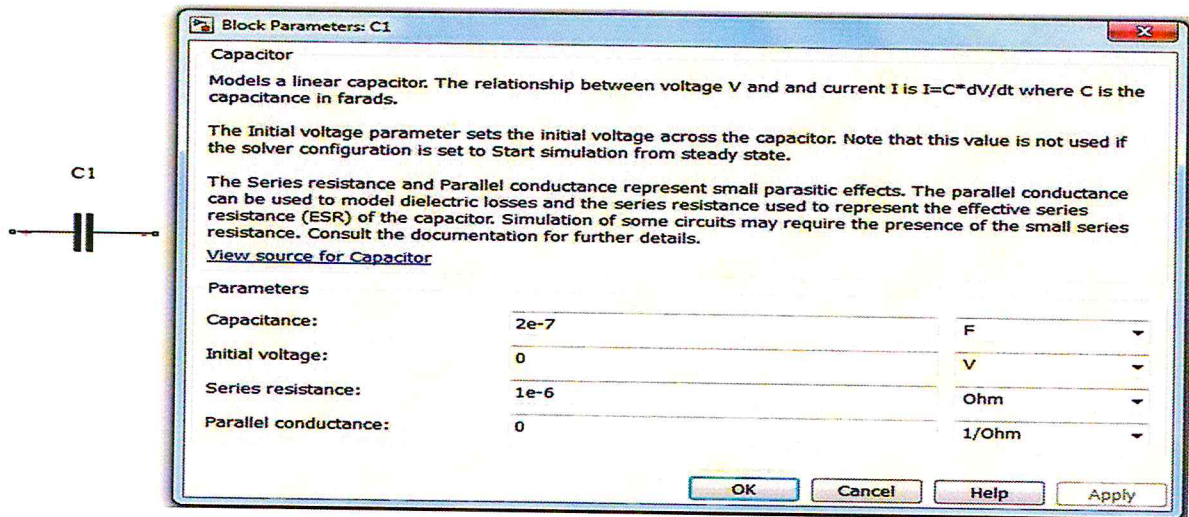 Block Parameters: C1
Capacitor
Models a linear capacitor. The relationship between voltage V and and current I is I=C*dV/dt where C is the
capacitance in farads.
The Initial voltage parameter sets the initial voltage across the capacitor. Note that this value is not used if
the solver configuration is set to Start simulation from steady state.
The Series resistance and Parallel conductance represent small parasitic effects. The parallel conductance
can be used to model dielectric losses and the series resistance used to represent the effective series
resistance (ESR) of the capacitor. Simulation of some circuits may require the presence of the small series
resistance. Consult the documentation for further details.
View source for Capacitor
C1
Parameters
Capacitance: 2e-7 F
Initial voltage: 0 V
Series resistance: 1e-6 Ohm
Parallel conductance: 0 1/Ohm
OK Cancel Help Apply